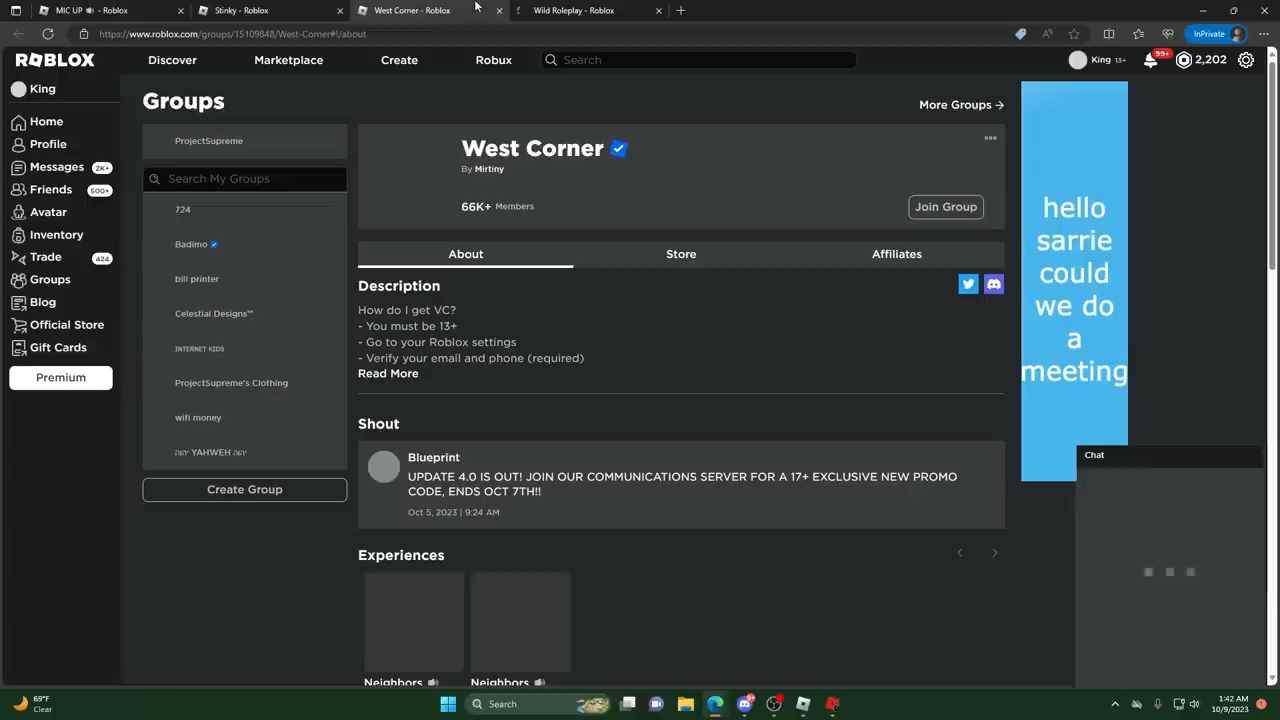 MIC UP - Roblox
Stinky - Roblox
West Corner - Roblox
Wild Roleplay - Roblox
https://www.roblox.com/groups/15109848/West-Corner#!/about
InPrivate
ROBLOX
Discover
Marketplace
Create
Robux
Search
King 13+
99+
2,202
King
Home
Profile
Messages 2K+
Friends 500+
Avatar
Inventory
Trade 424
Groups
Blog
Official Store
Gift Cards
Premium
Groups
More Groups →
ProjectSupreme
Search My Groups
724
Badimo
bill printer
Celestial Designs™
INTERNET KIDS
ProjectSupreme's Clothing
wifi money
יהוה YAHWEH יהוה
Create Group
West Corner
By Mirtiny
66K+ Members
Join Group
About
Store
Affiliates
Description
How do I get VC?
- You must be 13+
- Go to your Roblox settings
- Verify your email and phone (required)
Read More
Shout
Blueprint
UPDATE 4.0 IS OUT! JOIN OUR COMMUNICATIONS SERVER FOR A 17+ EXCLUSIVE NEW PROMO
CODE, ENDS OCT 7TH!!
Oct 5, 2023 | 9:24 AM
Experiences
Neighbors
Neighbors
hello
sarrie
could
we do
a
meeting
Chat
69°F
Clear
Search
1:42 AM
10/9/2023